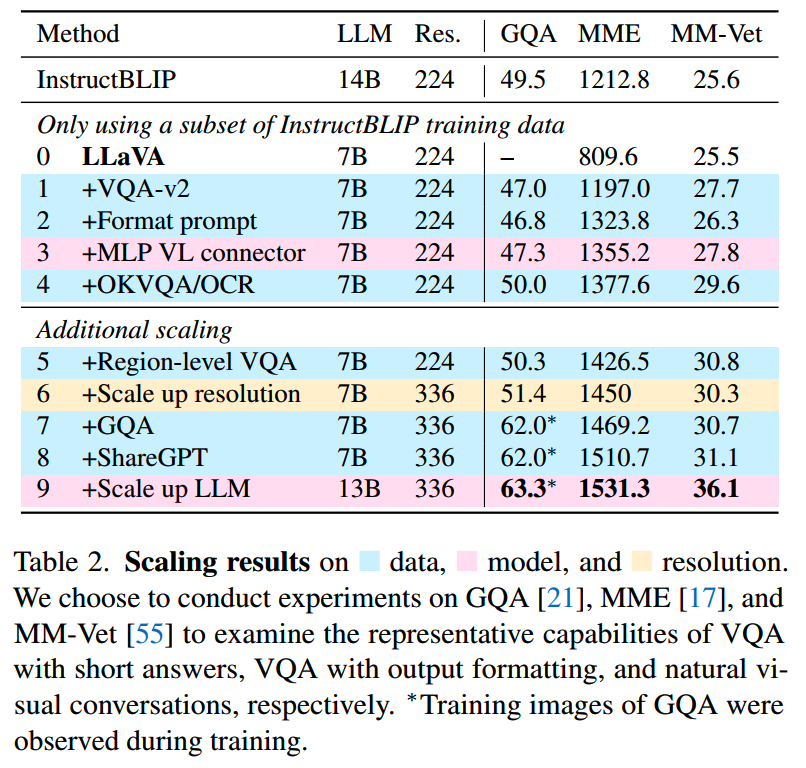 Method LLM Res. GQA MME MM-Vet
InstructBLIP 14B 224 49.5 1212.8 25.6
Only using a subset of InstructBLIP training data
0 LLaVA 7B 224 – 809.6 25.5
1 +VQA-v2 7B 224 47.0 1197.0 27.7
2 +Format prompt 7B 224 46.8 1323.8 26.3
3 +MLP VL connector 7B 224 47.3 1355.2 27.8
4 +OKVQA/OCR 7B 224 50.0 1377.6 29.6
Additional scaling
5 +Region-level VQA 7B 224 50.3 1426.5 30.8
6 +Scale up resolution 7B 336 51.4 1450 30.3
7 +GQA 7B 336 62.0* 1469.2 30.7
8 +ShareGPT 7B 336 62.0* 1510.7 31.1
9 +Scale up LLM 13B 336 63.3* 1531.3 36.1
Table 2. Scaling results on data, model, and resolution.
We choose to conduct experiments on GQA [21], MME [17], and
MM-Vet [55] to examine the representative capabilities of VQA
with short answers, VQA with output formatting, and natural vi-
sual conversations, respectively. *Training images of GQA were
observed during training.